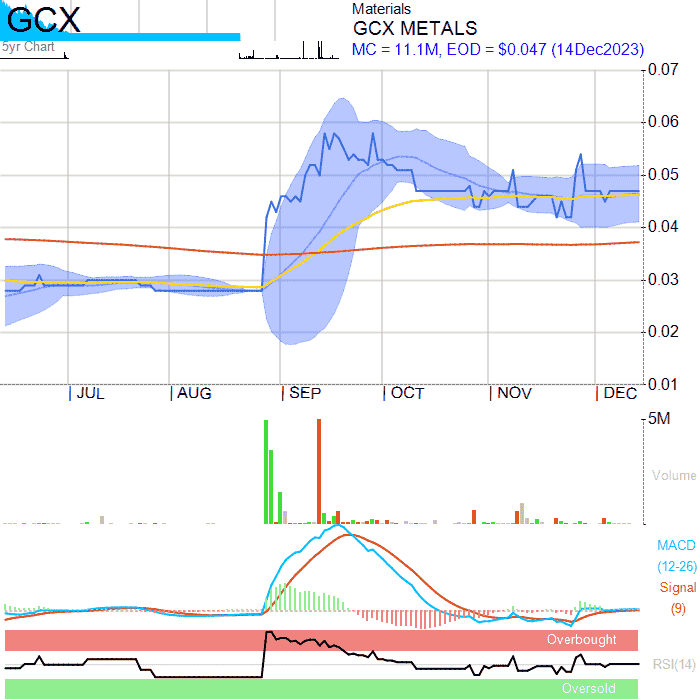 GCX
5yr Chart
Materials
GCX METALS
MC = 11.1M, EOD = $0.047 (14Dec2023)
0.07
0.06
0.05
0.04
0.03
0.02
0.01
JUL AUG SEP OCT NOV DEC
5M
Volume
MACD
(12-26)
Signal
(9)
Overbought
RSI(14)
Oversold